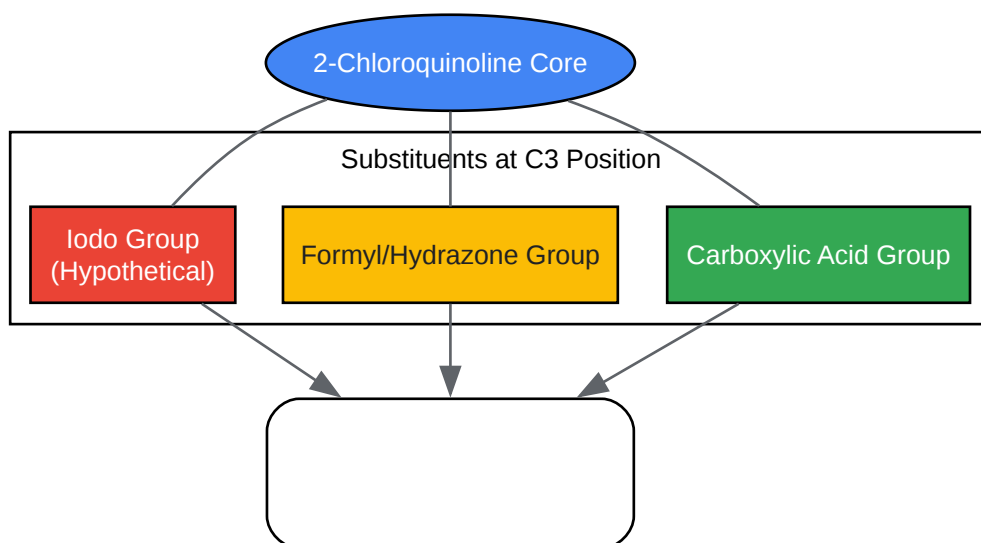 2-Chloroquinoline Core
Substituents at C3 Position
Iodo Group
(Hypothetical)
Formyl/Hydrazone Group
Carboxylic Acid Group